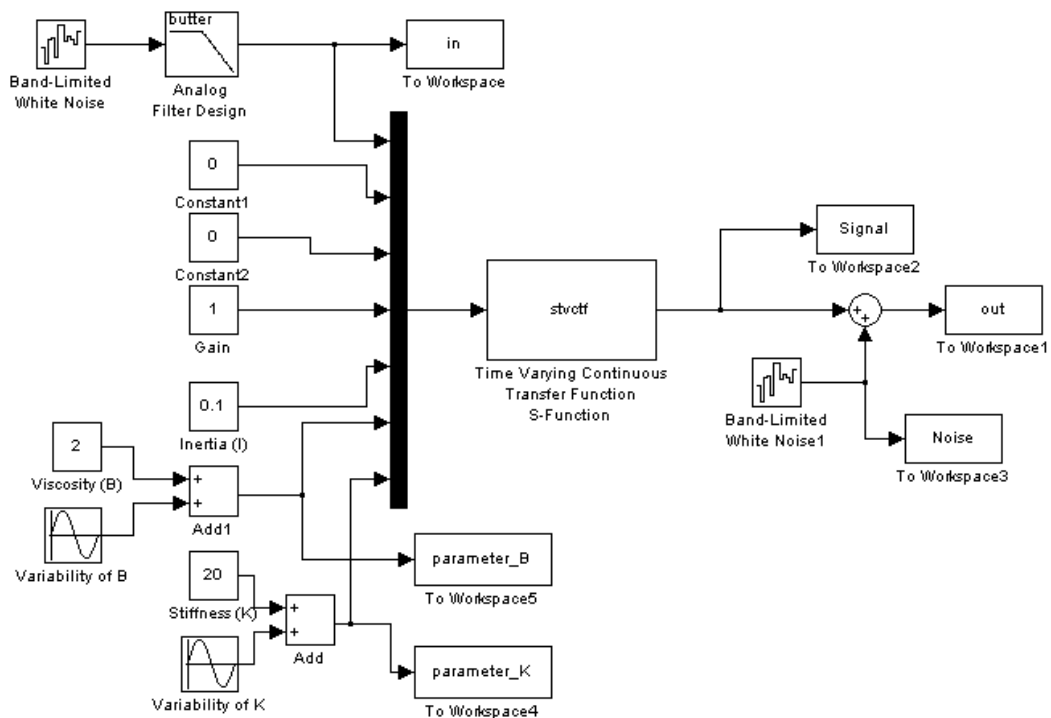 butter
Band-Limited
White Noise
Analog
Filter Design
in
To Workspace
0
Constant1
0
Constant2
1
Gain
0.1
Inertia (I)
2
Viscosity (B)
+
+
Add1
Variability of B
20
Stiffness (K)
+
+
Add
Variability of K
stvctf
Time Varying Continuous
Transfer Function
S-Function
Signal
To Workspace2
+
+
out
To Workspace1
Band-Limited
White Noise1
Noise
To Workspace3
parameter_B
To Workspace5
parameter_K
To Workspace4